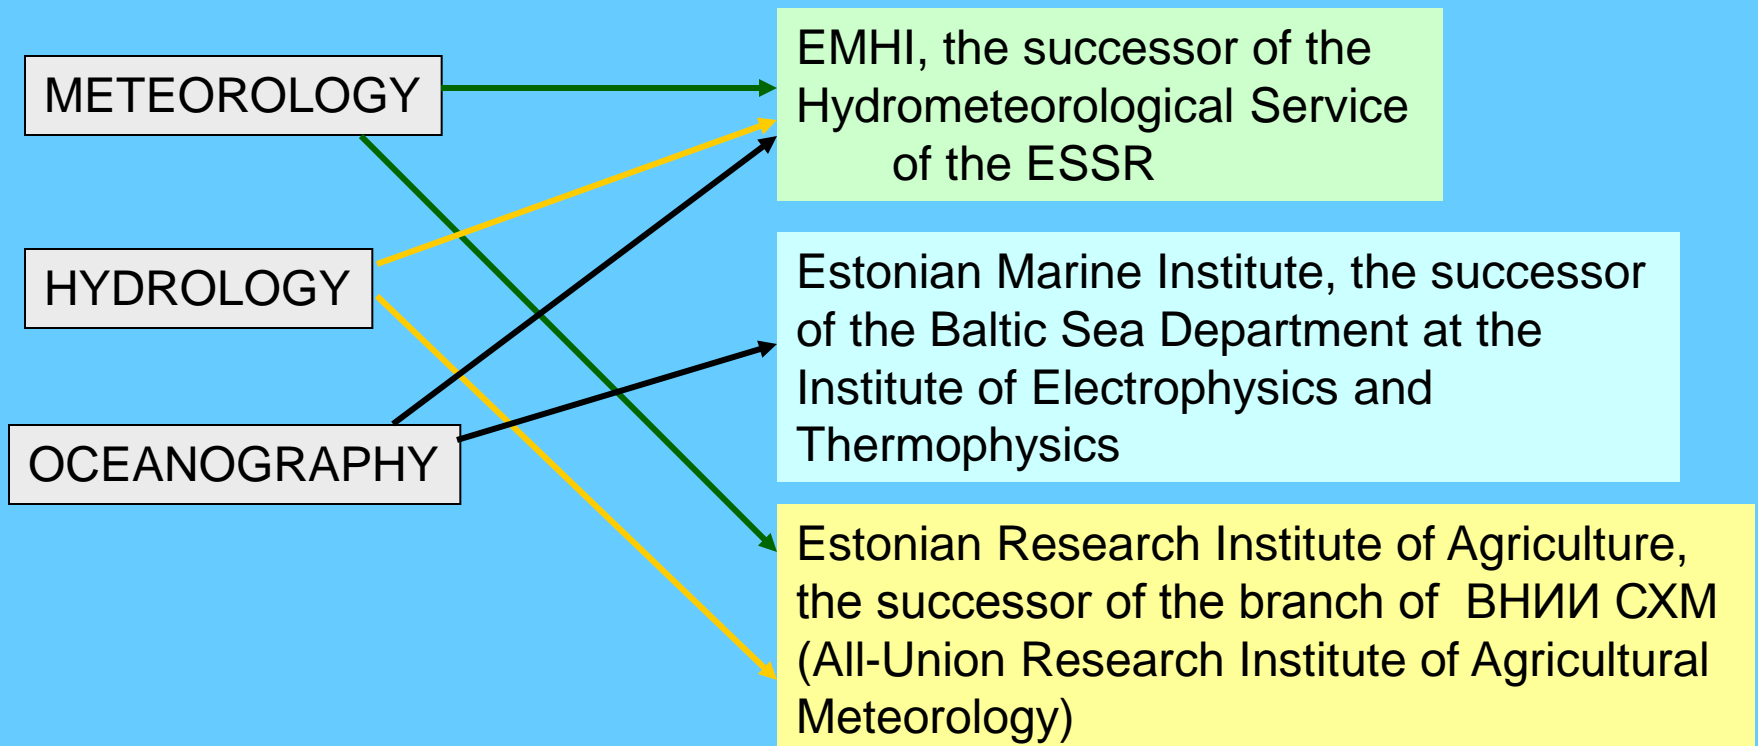 METEOROLOGY
HYDROLOGY
OCEANOGRAPHY
EMHI, the successor of the
Hydrometeorological Service
of the ESSR
Estonian Marine Institute, the successor
of the Baltic Sea Department at the
Institute of Electrophysics and
Thermophysics
Estonian Research Institute of Agriculture,
the successor of the branch of ВНИИ СХМ
(All-Union Research Institute of Agricultural
Meteorology)